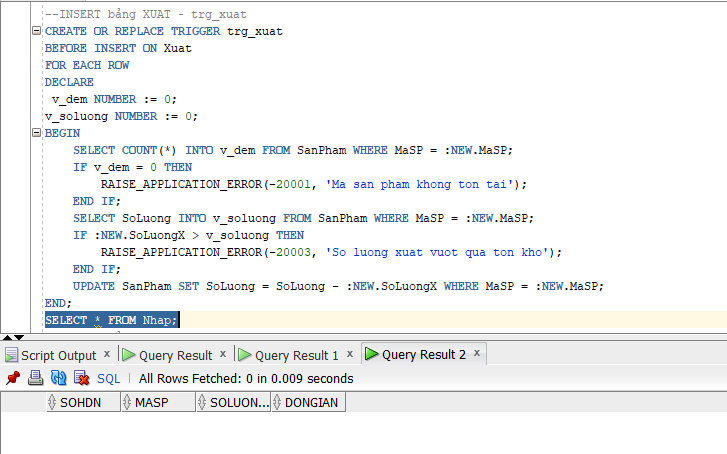 --INSERT bảng XUAT - trg_xuat
CREATE OR REPLACE TRIGGER trg_xuat
BEFORE INSERT ON Xuat
FOR EACH ROW
DECLARE
v_dem NUMBER := 0;
v_soluong NUMBER := 0;
BEGIN
SELECT COUNT(*) INTO v_dem FROM SanPham WHERE MaSP = :NEW.MaSP;
IF v_dem = 0 THEN
RAISE_APPLICATION_ERROR(-20001, 'Ma san pham khong ton tai');
END IF;
SELECT SoLuong INTO v_soluong FROM SanPham WHERE MaSP = :NEW.MaSP;
IF :NEW.SoLuongX > v_soluong THEN
RAISE_APPLICATION_ERROR(-20003, 'So luong xuat vuot qua ton kho');
END IF;
UPDATE SanPham SET SoLuong = SoLuong - :NEW.SoLuongX WHERE MaSP = :NEW.MaSP;
END;
SELECT * FROM Nhap;
Script Output x Query Result x Query Result 1 x Query Result 2 x
SQL | All Rows Fetched: 0 in 0.009 seconds
SOHDN MASP SOLUON... DONGIAN